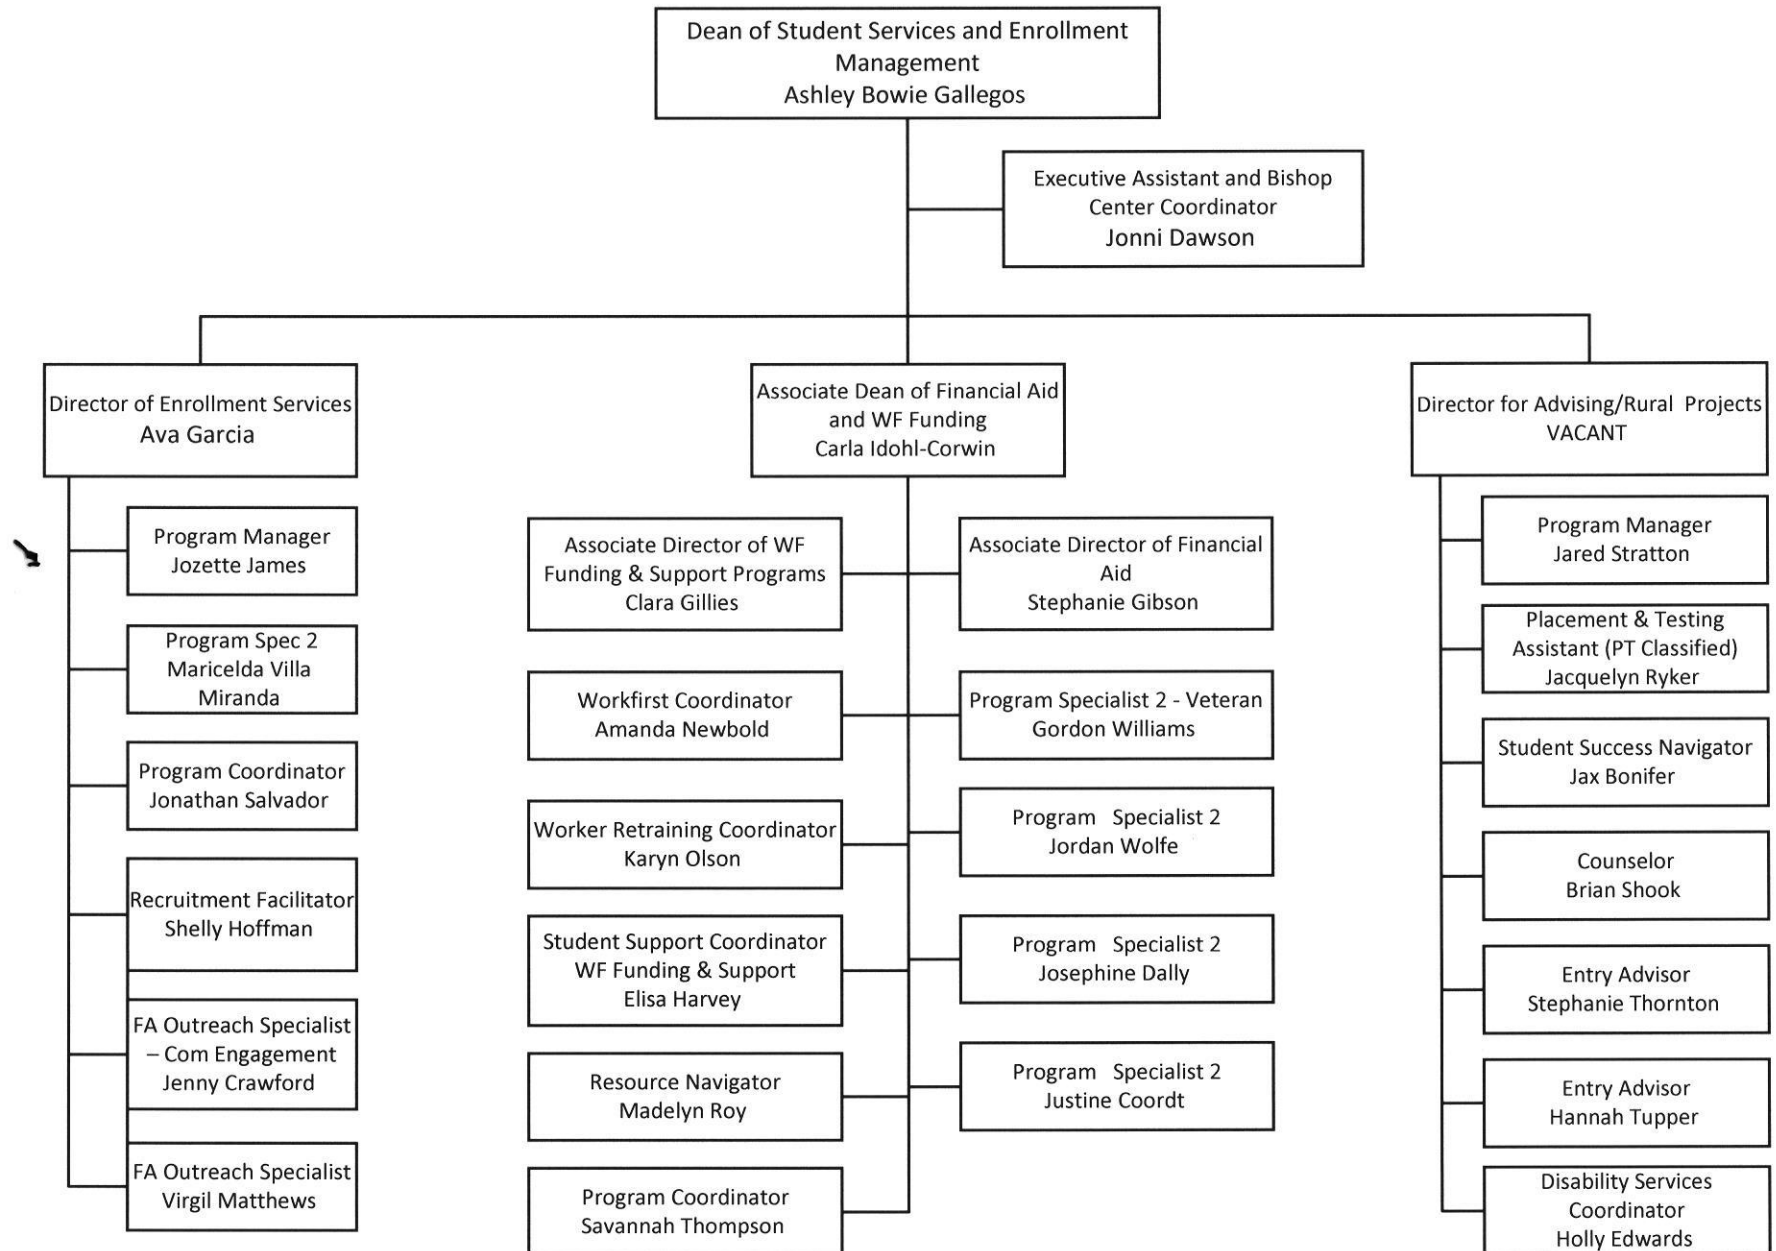 Dean of Student Services and Enrollment
Management
Ashley Bowie Gallegos
Executive Assistant and Bishop
Center Coordinator
Jonni Dawson
Director of Enrollment Services
Ava Garcia
Program Manager
Jozette James
Program Spec 2
Maricelda Villa
Miranda
Program Coordinator
Jonathan Salvador
Recruitment Facilitator
Shelly Hoffman
FA Outreach Specialist
– Com Engagement
Jenny Crawford
FA Outreach Specialist
Virgil Matthews
Associate Dean of Financial Aid
and WF Funding
Carla Idohl-Corwin
Associate Director of WF
Funding & Support Programs
Clara Gillies
Workfirst Coordinator
Amanda Newbold
Worker Retraining Coordinator
Karyn Olson
Student Support Coordinator
WF Funding & Support
Elisa Harvey
Resource Navigator
Madelyn Roy
Program Coordinator
Savannah Thompson
Associate Director of Financial
Aid
Stephanie Gibson
Program Specialist 2 - Veteran
Gordon Williams
Program Specialist 2
Jordan Wolfe
Program Specialist 2
Josephine Dally
Program Specialist 2
Justine Coordt
Director for Advising/Rural Projects
VACANT
Program Manager
Jared Stratton
Placement & Testing
Assistant (PT Classified)
Jacquelyn Ryker
Student Success Navigator
Jax Bonifer
Counselor
Brian Shook
Entry Advisor
Stephanie Thornton
Entry Advisor
Hannah Tupper
Disability Services
Coordinator
Holly Edwards